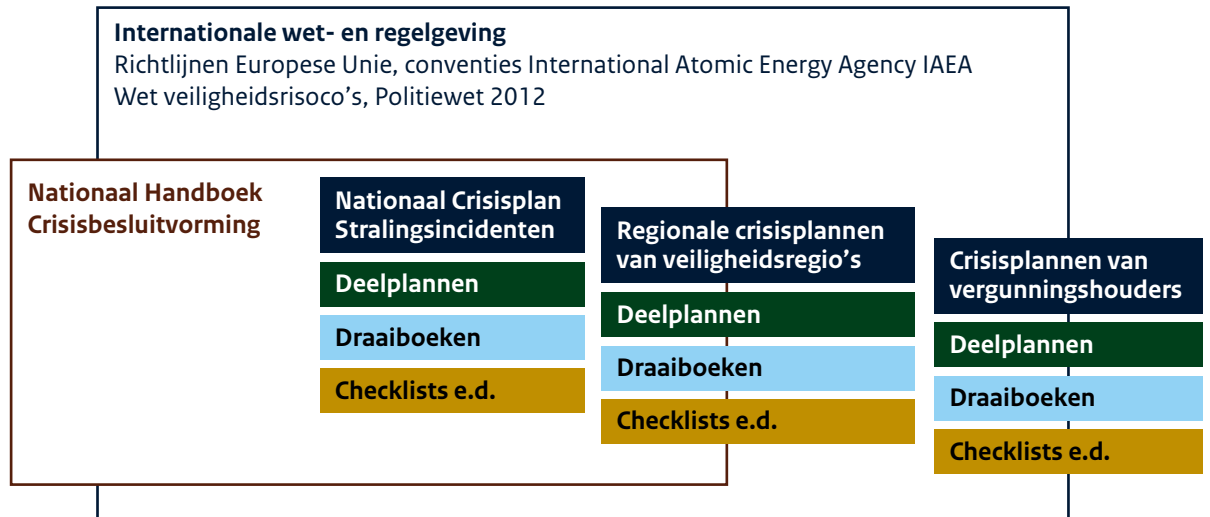 Internationale wet- en regelgeving
Richtlijnen Europese Unie, conventies International Atomic Energy Agency IAEA
Wet veiligheidsrisoco's, Politiewet 2012
Nationaal Handboek
Crisisbesluitvorming
Nationaal Crisisplan
Stralingsincidenten
Deelplannen
Draaiboeken
Checklists e.d.
Regionale crisisplannen
van veiligheidsregio's
Deelplannen
Draaiboeken
Checklists e.d.
Crisisplannen van
vergunningshouders
Deelplannen
Draaiboeken
Checklists e.d.